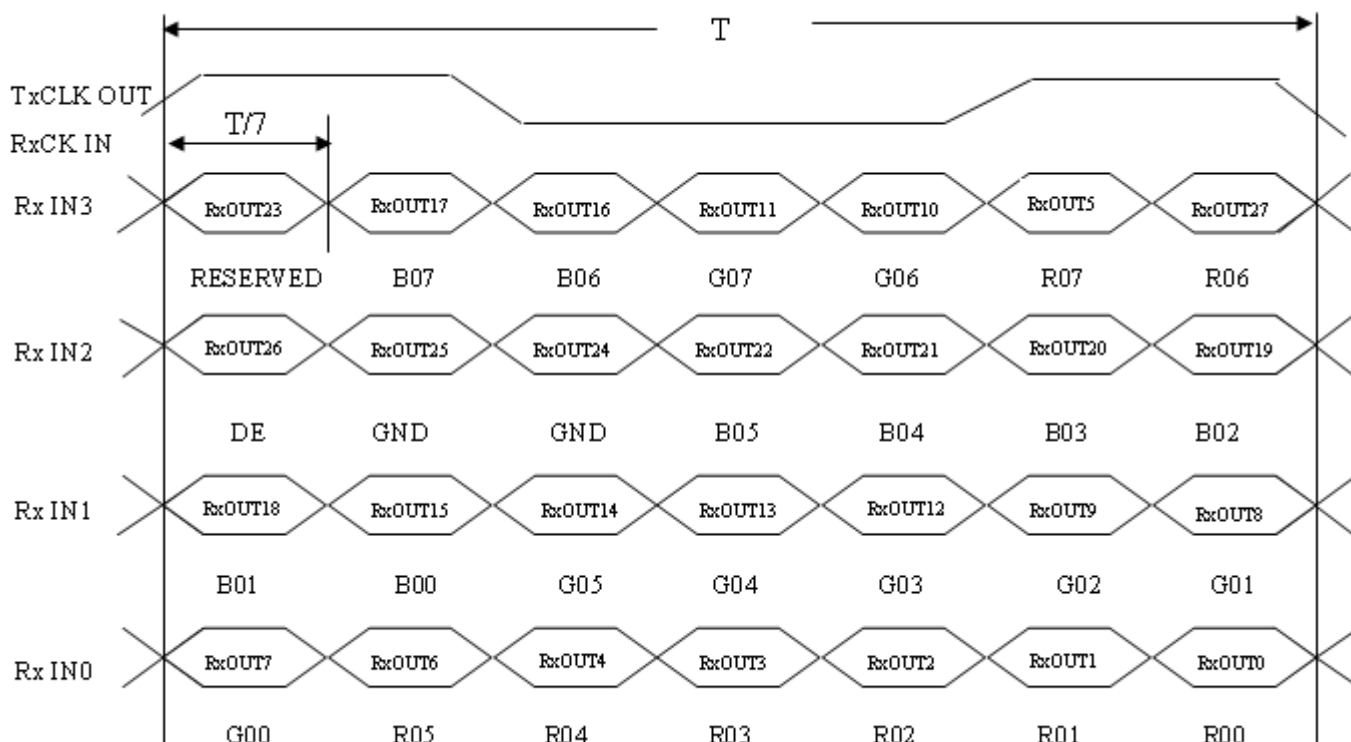 T
TxCLK OUT
T/7
RxCK IN
Rx IN3 RxOUT23 RxOUT17 RxOUT16 RxOUT11 RxOUT10 RxOUT5 RxOUT27
RESERVED B07 B06 G07 G06 R07 R06
Rx IN2 RxOUT26 RxOUT25 RxOUT24 RxOUT22 RxOUT21 RxOUT20 RxOUT19
DE GND GND B05 B04 B03 B02
Rx IN1 RxOUT18 RxOUT15 RxOUT14 RxOUT13 RxOUT12 RxOUT9 RxOUT8
B01 B00 G05 G04 G03 G02 G01
Rx IN0 RxOUT7 RxOUT6 RxOUT4 RxOUT3 RxOUT2 RxOUT1 RxOUT0
G00 R05 R04 R03 R02 R01 R00